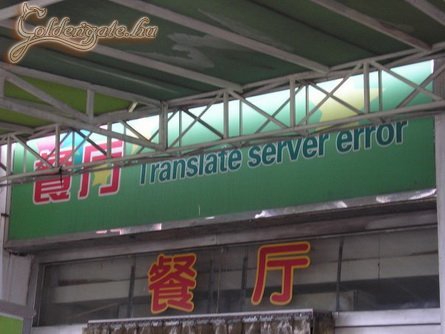 Goldengate.hu
餐厅 Translate server error
餐厅